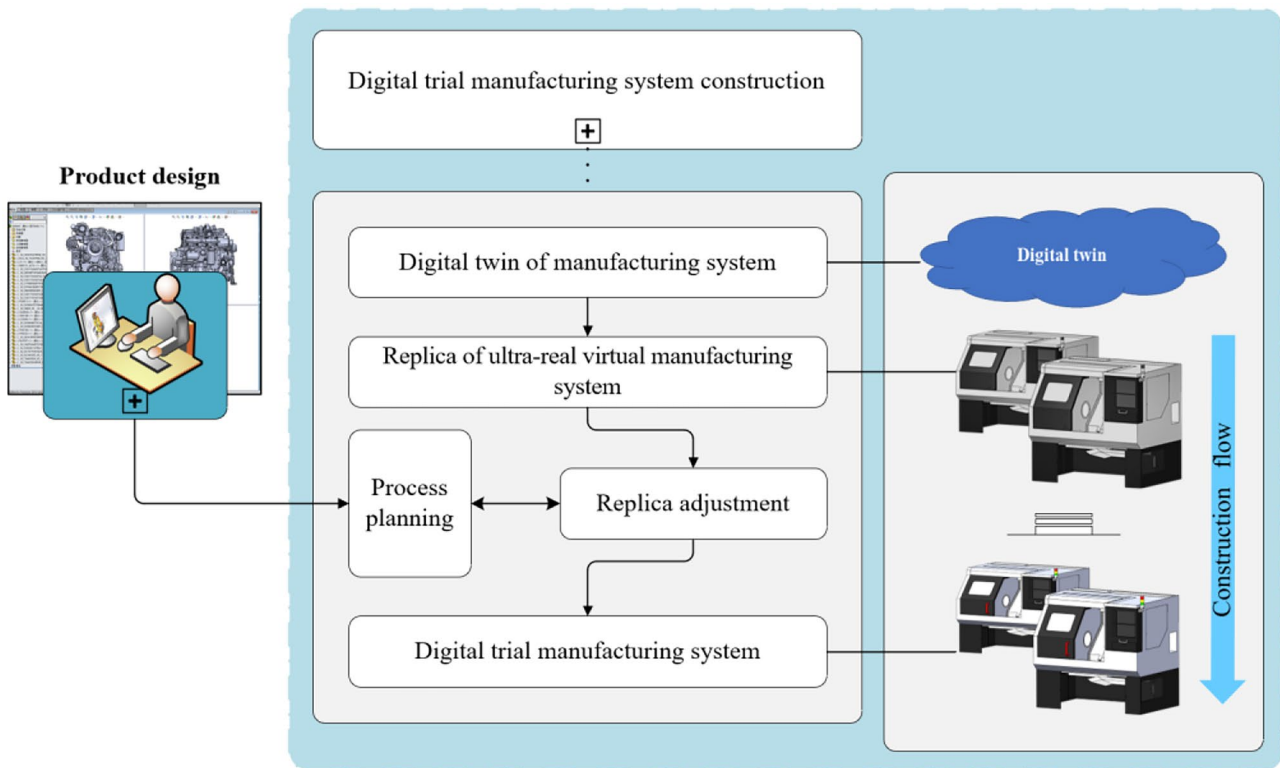 Digital trial manufacturing system construction
Product design
Digital twin of manufacturing system
Digital twin
Replica of ultra-real virtual manufacturing
system
Process
planning
Replica adjustment
Digital trial manufacturing system
Construction flow